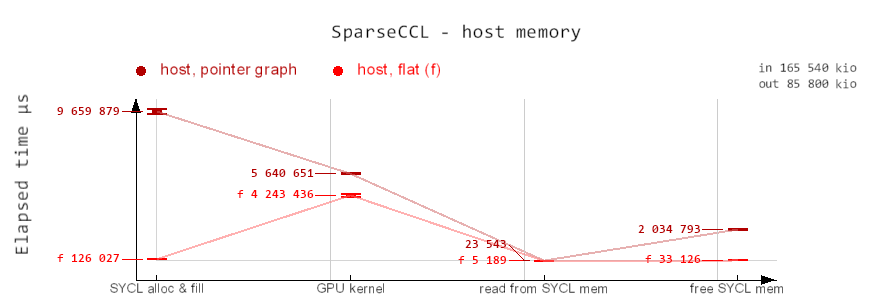 SparseCCL - host memory
host, pointer graph
host, flat (f)
in 165 540 kio
out 85 800 kio
Elapsed time µs
9 659 879
5 640 651
f 4 243 436
23 543
2 034 793
f 126 027
f 5 189
f 33 126
SYCL alloc & fill
GPU kernel
read from SYCL mem
free SYCL mem